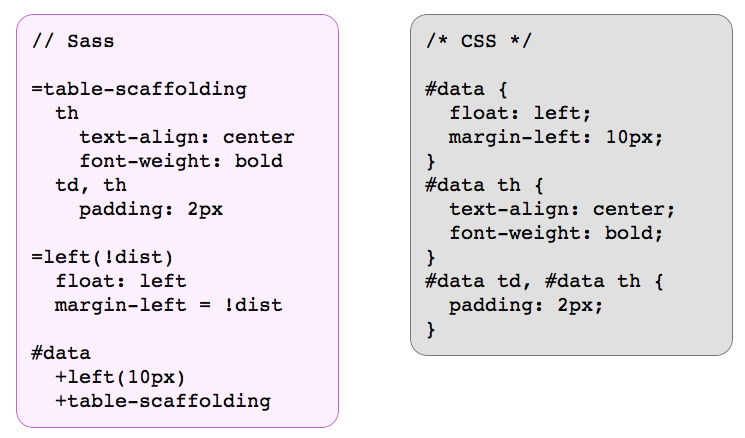 // Sass

=table-scaffolding
  th
    text-align: center
    font-weight: bold
  td, th
    padding: 2px

=left(!dist)
  float: left
  margin-left = !dist

#data
  +left(10px)
  +table-scaffolding

/* CSS */

#data {
  float: left;
  margin-left: 10px;
}
#data th {
  text-align: center;
  font-weight: bold;
}
#data td, #data th {
  padding: 2px;
}